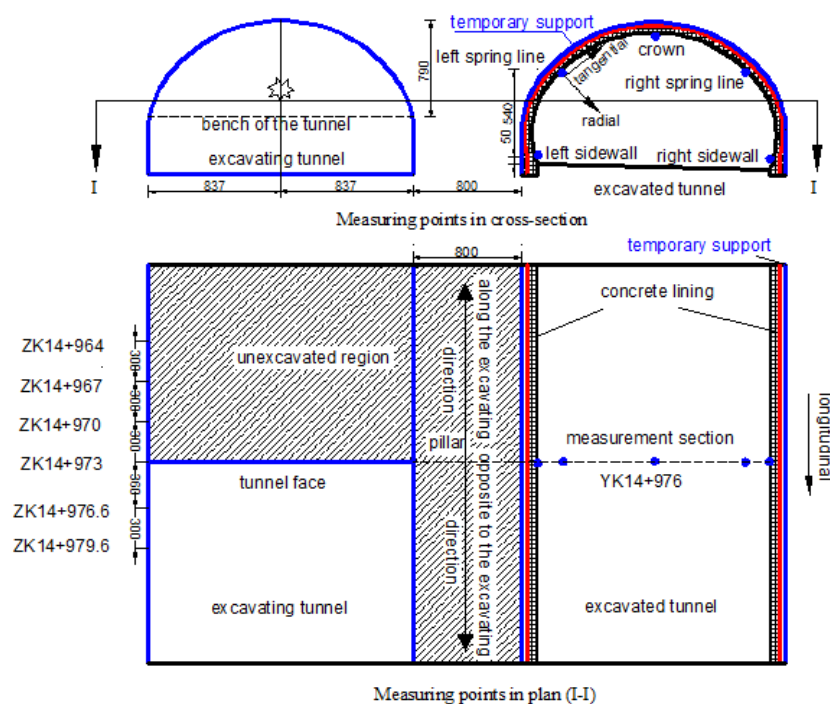 temporary support
left spring line
crown
tangential
right spring line
790
radial
540
50
bench of the tunnel
left sidewall
right sidewall
excavating tunnel
I
I
837
837
800
excavated tunnel
Measuring points in cross-section
800
temporary support
concrete lining
ZK14+964
300
unexcavated region
ZK14+967
300
ZK14+970
300
along the excavating
direction
pillar
longitudinal
measurement section
ZK14+973
tunnel face
YK14+976
360
ZK14+976.6
300
ZK14+979.6
opposite to the excavating
direction
excavating tunnel
excavated tunnel
Measuring points in plan (I-I)